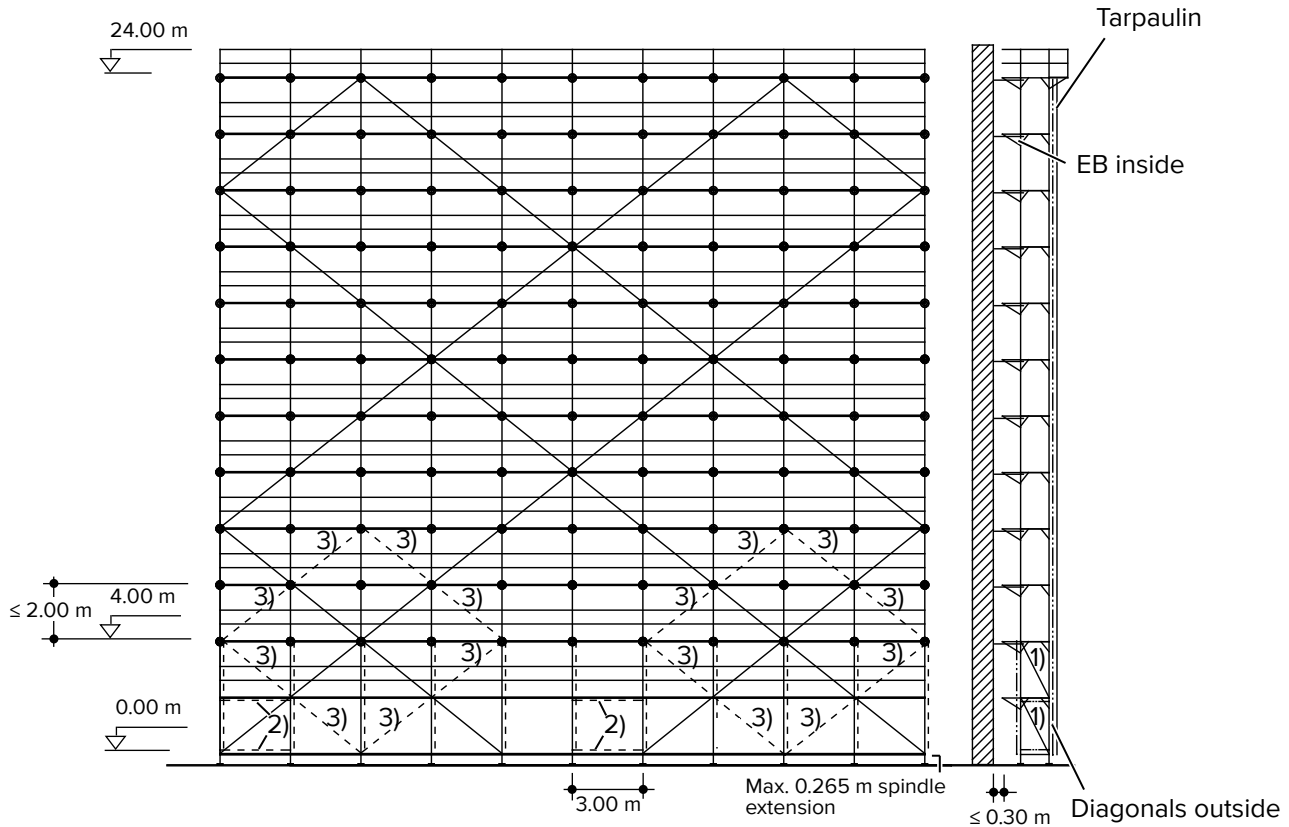 Tarpaulin
24.00 m
EB inside
3) 3) 3) 3)
3) 3) 3) 3)
≤ 2.00 m
4.00 m
3) 3) 3) 3)
1)
0.00 m
2) 3) 3) 2) 3) 3)
1)
3.00 m
Max. 0.265 m spindle
extension
≤ 0.30 m
Diagonals outside